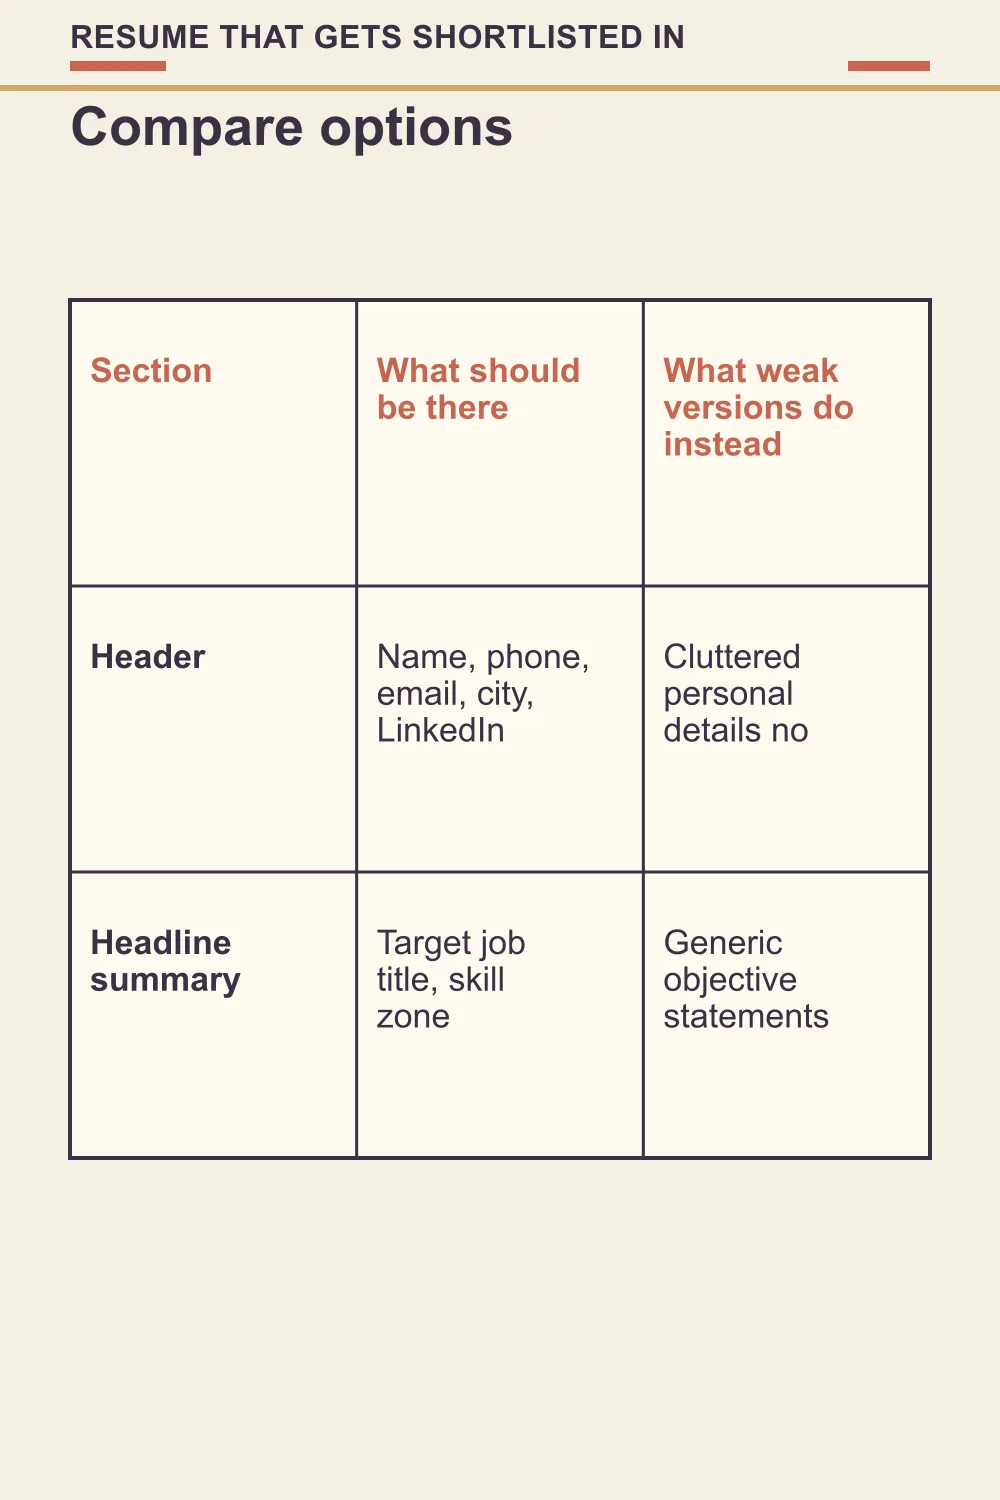 RESUME THAT GETS SHORTLISTED IN
Compare options
Section
What should
be there
What weak
versions do
instead
Header
Name, phone,
email, city,
LinkedIn
Cluttered
personal
details no
Headline
summary
Target job
title, skill
zone
Generic
objective
statements